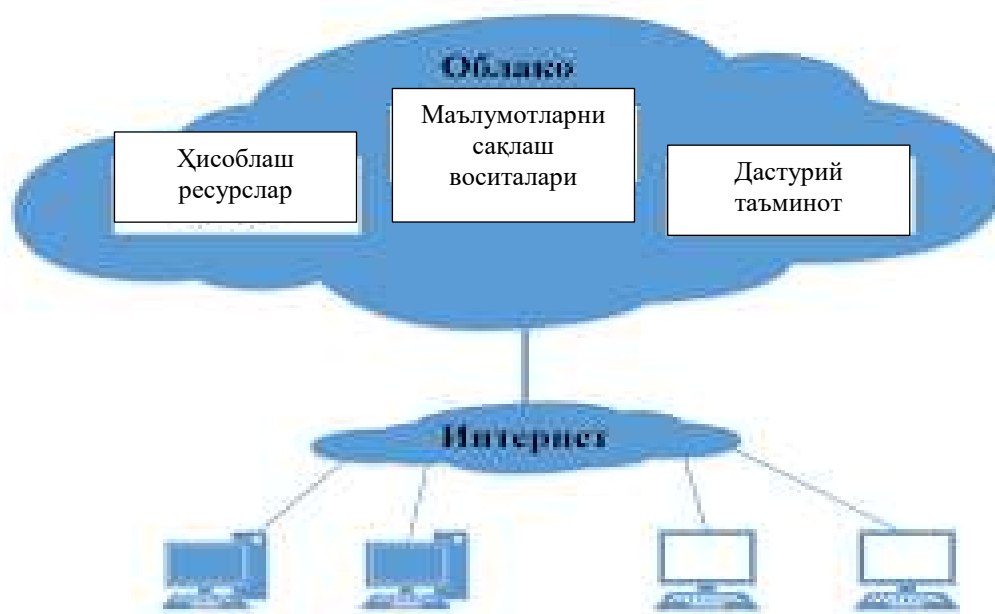 Облако
Ҳисоблаш
ресурслар
Маълумотларни
сақлаш
воситалари
Дастурий
таъминот
Интернет